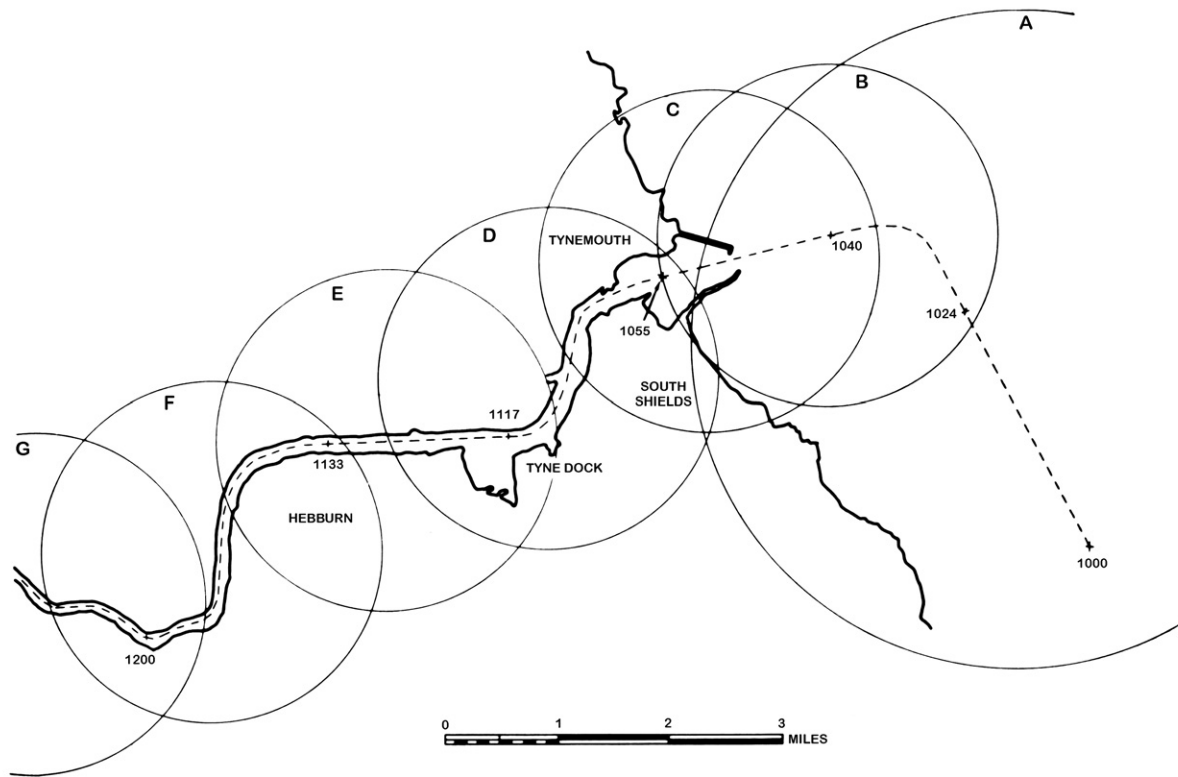 A
B
C
TYNEMOUTH
D
1040
E
1024
1055
SOUTH
SHIELDS
F
1117
G
1133
TYNE DOCK
HEBBURN
1000
1200
0 1 2 3
MILES